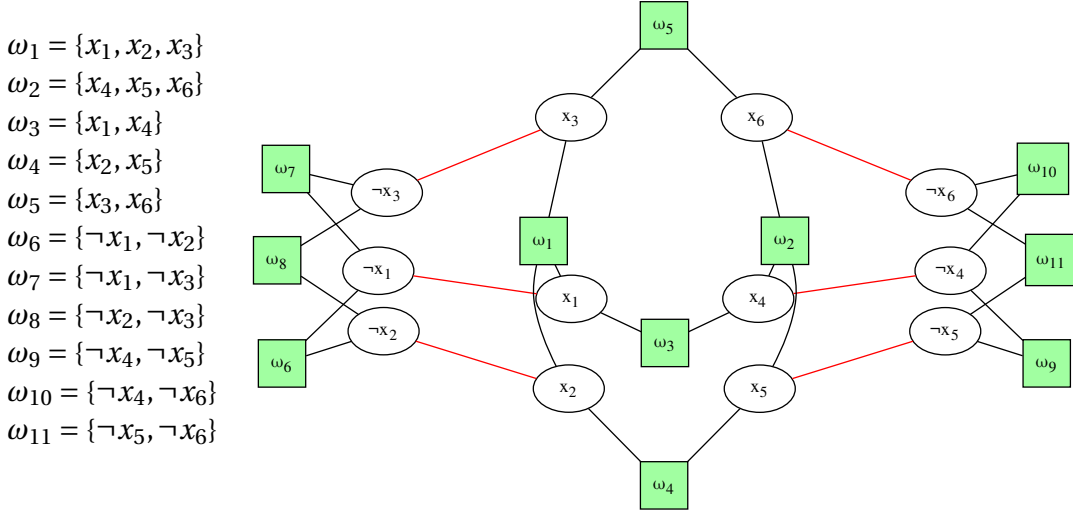 ω₁ = {x₁, x₂, x₃}
ω₂ = {x₄, x₅, x₆}
ω₃ = {x₁, x₄}
ω₄ = {x₂, x₅}
ω₅ = {x₃, x₆}
ω₆ = {¬x₁, ¬x₂}
ω₇ = {¬x₁, ¬x₃}
ω₈ = {¬x₂, ¬x₃}
ω₉ = {¬x₄, ¬x₅}
ω₁₀ = {¬x₄, ¬x₆}
ω₁₁ = {¬x₅, ¬x₆}
ω₅
x₃
x₆
ω₇
ω₁₀
¬x₃
¬x₆
ω₁
ω₂
ω₈
ω₁₁
¬x₁
¬x₄
x₁
x₄
¬x₂
¬x₅
ω₃
ω₆
ω₉
x₂
x₅
ω₄